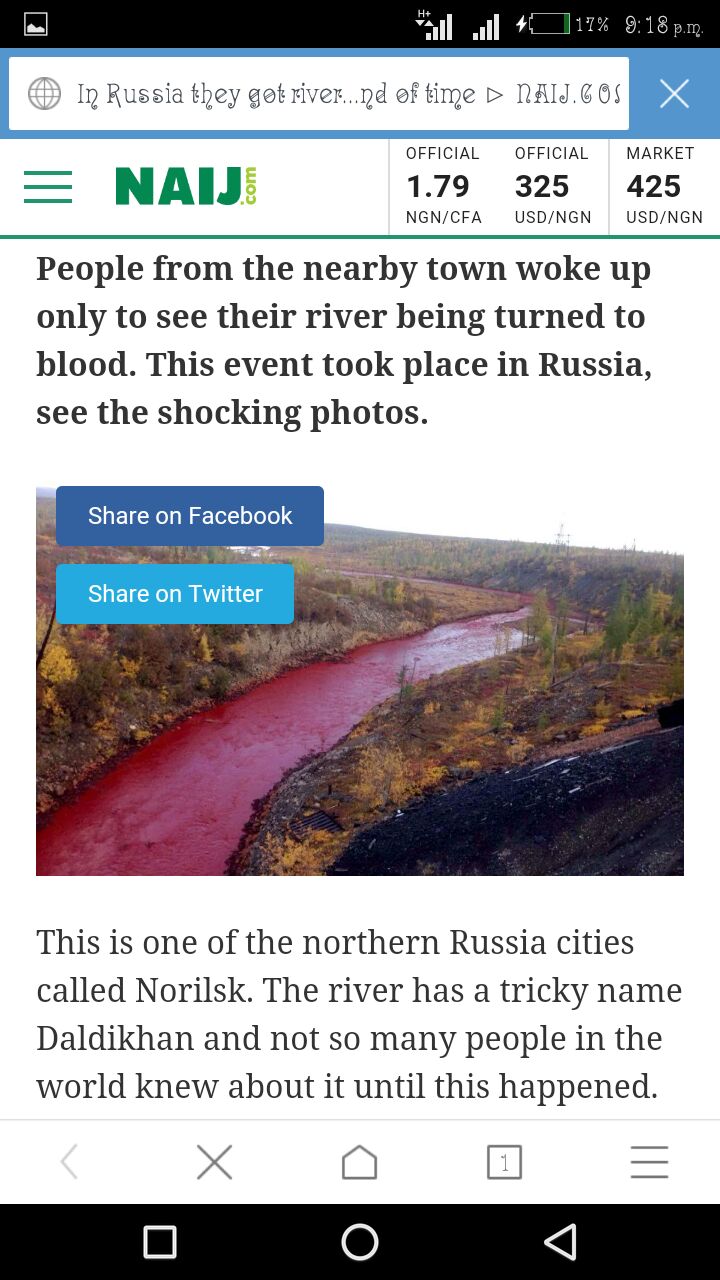 H+ 17% 9:18 p.m.
In Russia they got river...nd of time ▷ NAIJ.COM
NAIJ.com
OFFICIAL OFFICIAL MARKET
1.79 325 425
NGN/CFA USD/NGN USD/NGN
People from the nearby town woke up
only to see their river being turned to
blood. This event took place in Russia,
see the shocking photos.
Share on Facebook
Share on Twitter
This is one of the northern Russia cities
called Norilsk. The river has a tricky name
Daldikhan and not so many people in the
world knew about it until this happened.
1